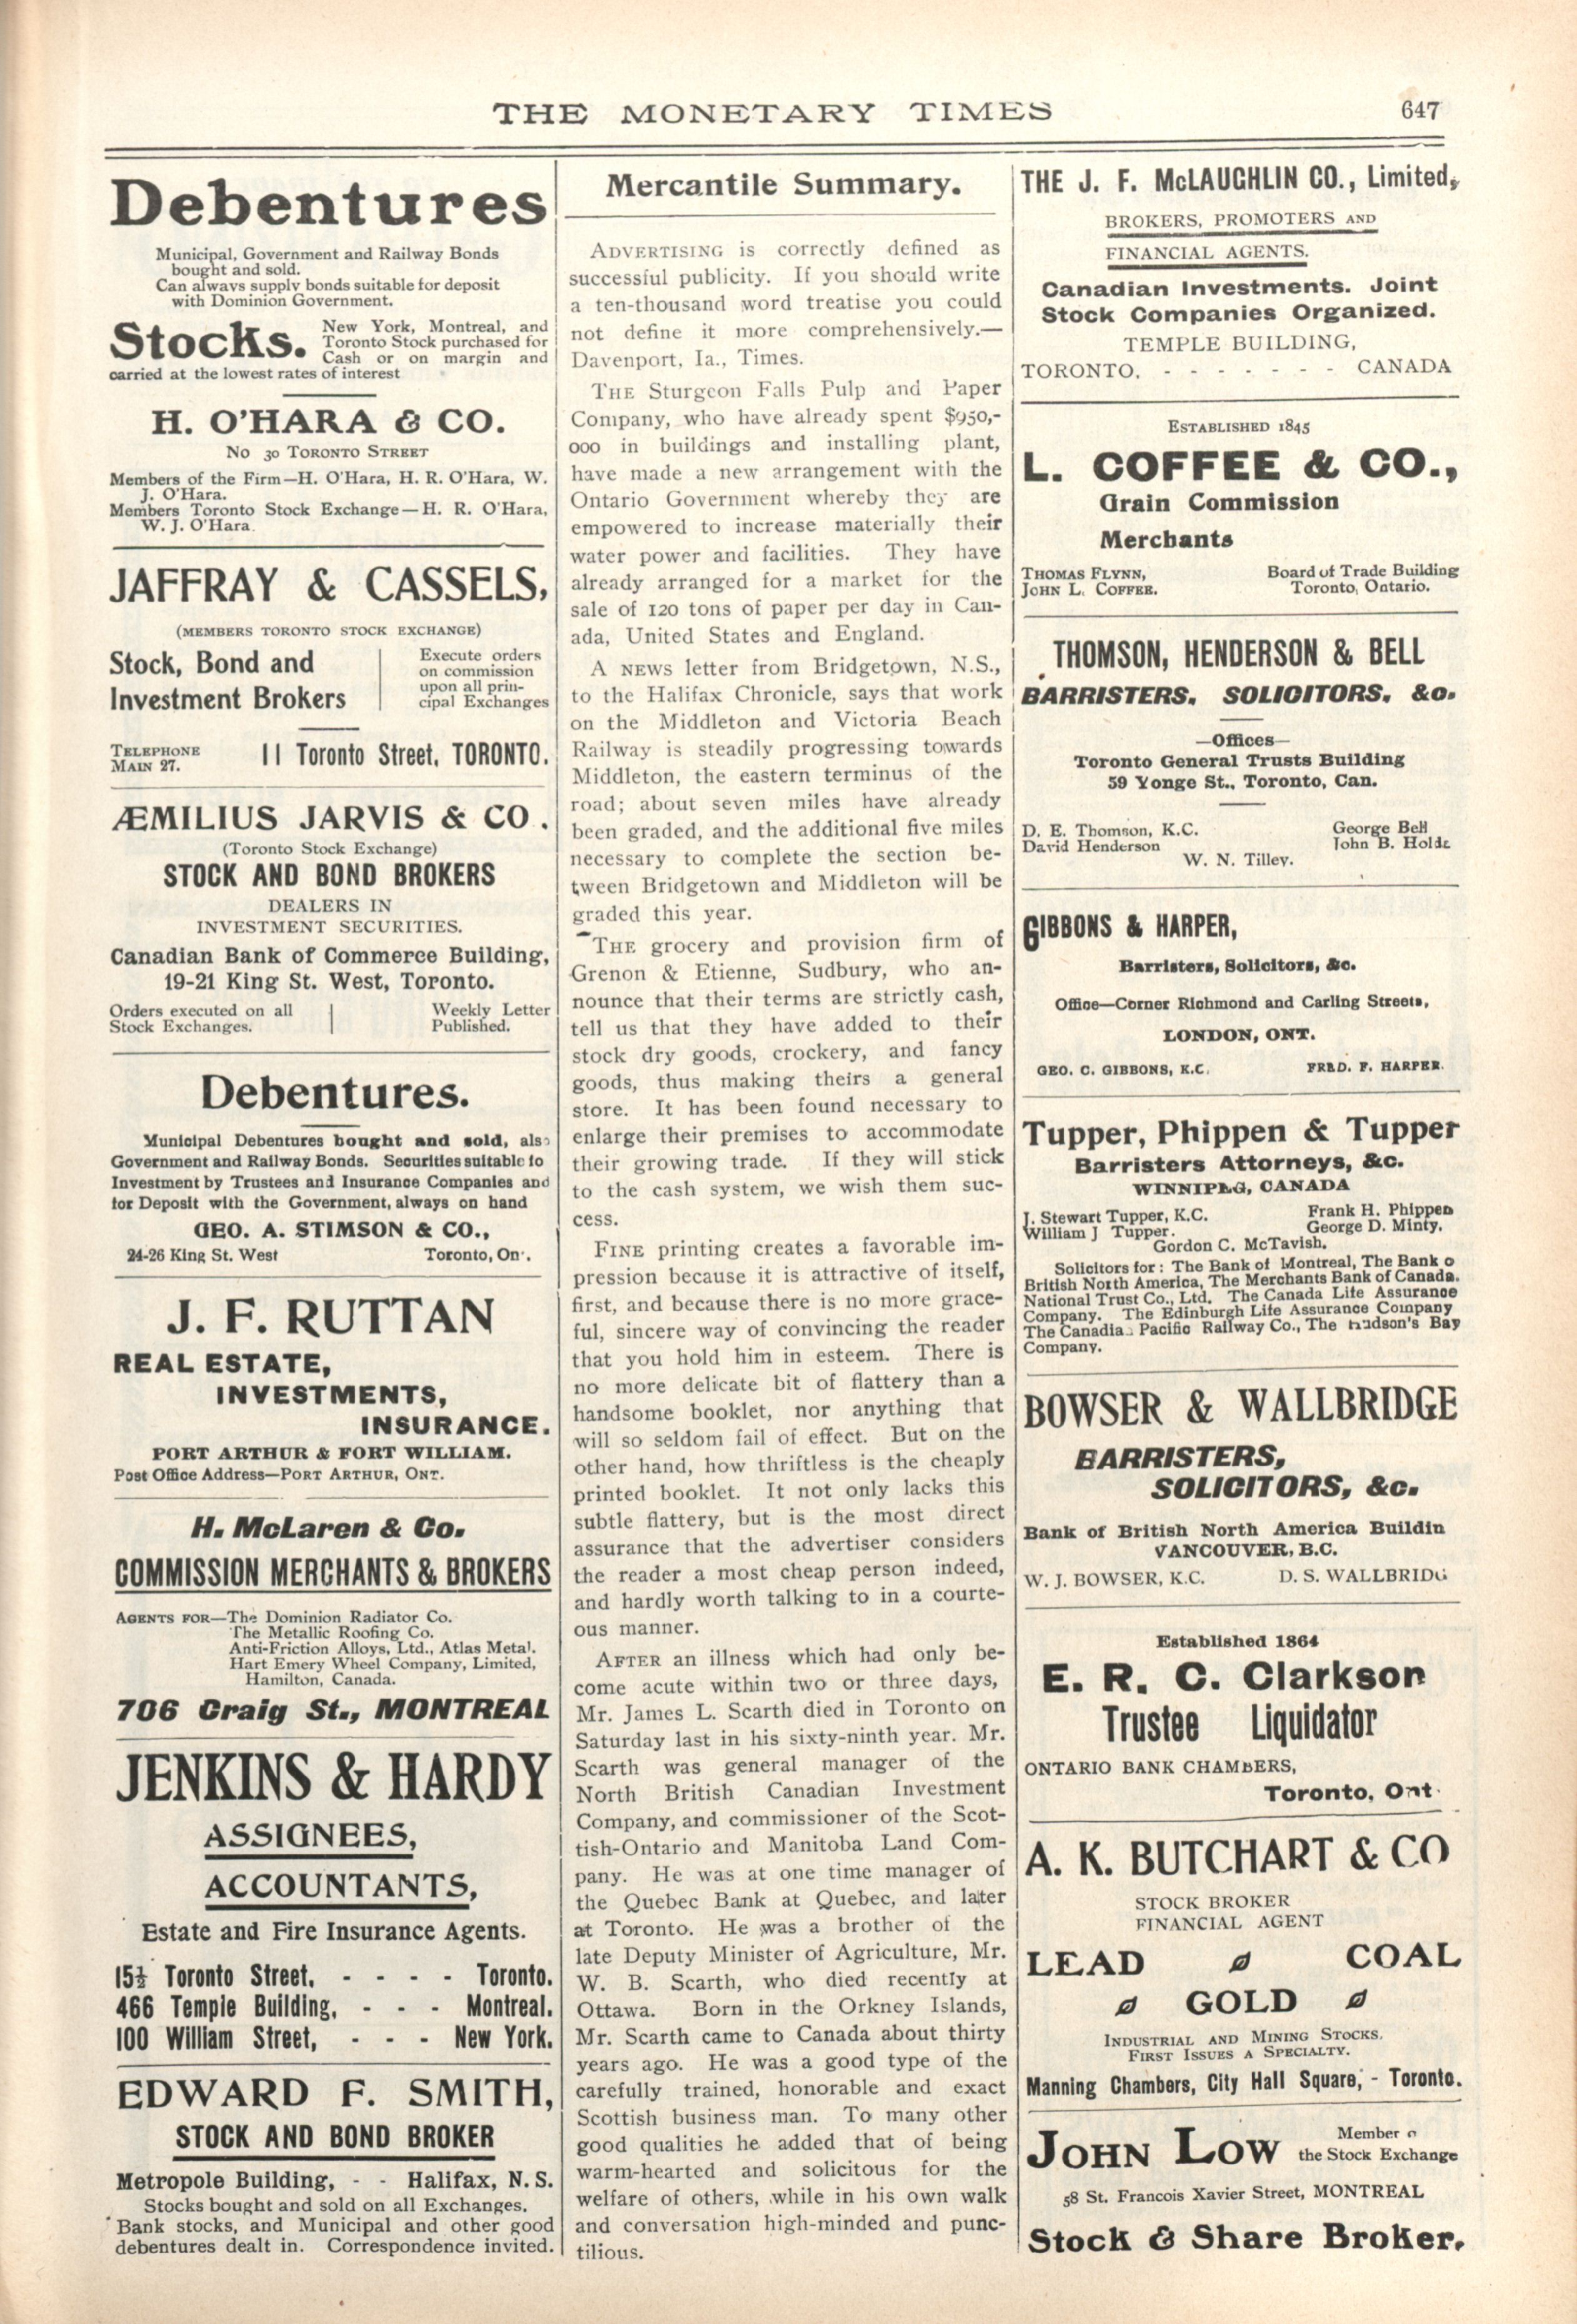 THE MONETARY TIMES
647
Debentures
Municipal, Government and Railway Bonds
bought and sold.
Can always supply bonds suitable for deposit
with Dominion Government.
Stocks.
New York, Montreal, and
Toronto Stock purchased for
Cash or on margin and
carried at the lowest rates of interest
H. O'HARA & CO.
No 30 TORONTO STREET
Members of the Firm—H. O'Hara, H. R. O'Hara, W.
J. O'Hara.
Members Toronto Stock Exchange—H. R. O'Hara,
W. J. O'Hara.
JAFFRAY & CASSELS,
(MEMBERS TORONTO STOCK EXCHANGE)
Stock, Bond and
Investment Brokers
Execute orders
on commission
upon all prin-
cipal Exchanges
TELEPHONE
MAIN 27.
11 Toronto Street, TORONTO.
ÆMILIUS JARVIS & CO.
(Toronto Stock Exchange)
STOCK AND BOND BROKERS
DEALERS IN
INVESTMENT SECURITIES.
Canadian Bank of Commerce Building,
19-21 King St. West, Toronto.
Orders executed on all
Stock Exchanges.
Weekly Letter
Published.
Debentures.
Municipal Debentures bought and sold, also
Government and Railway Bonds. Securities suitable to
Investment by Trustees and Insurance Companies and
for Deposit with the Government, always on hand
GEO. A. STIMSON & CO.,
24-26 King St. West Toronto, On'.
J. F. RUTTAN
REAL ESTATE,
INVESTMENTS,
INSURANCE.
PORT ARTHUR & FORT WILLIAM.
Post Office Address—PORT ARTHUR, ONT.
H. McLaren & Co.
COMMISSION MERCHANTS & BROKERS
AGENTS FOR—The Dominion Radiator Co.
The Metallic Roofing Co.
Anti-Friction Alloys, Ltd., Atlas Metal.
Hart Emery Wheel Company, Limited,
Hamilton, Canada.
706 Craig St., MONTREAL
JENKINS & HARDY
ASSIGNEES,
ACCOUNTANTS,
Estate and Fire Insurance Agents.
15½ Toronto Street, - - - - Toronto.
466 Temple Building, - - - Montreal.
100 William Street, - - - New York.
EDWARD F. SMITH,
STOCK AND BOND BROKER
Metropole Building, - - Halifax, N. S.
Stocks bought and sold on all Exchanges.
Bank stocks, and Municipal and other good
debentures dealt in. Correspondence invited.
Mercantile Summary.
ADVERTISING is correctly defined as
successful publicity. If you should write
a ten-thousand word treatise you could
not define it more comprehensively.—
Davenport, Ia., Times.
THE Sturgeon Falls Pulp and Paper
Company, who have already spent $950,-
000 in buildings and installing plant,
have made a new arrangement with the
Ontario Government whereby they are
empowered to increase materially their
water power and facilities. They have
already arranged for a market for the
sale of 120 tons of paper per day in Can-
ada, United States and England.
A NEWS letter from Bridgetown, N.S.,
to the Halifax Chronicle, says that work
on the Middleton and Victoria Beach
Railway is steadily progressing towards
Middleton, the eastern terminus of the
road; about seven miles have already
been graded, and the additional five miles
necessary to complete the section be-
tween Bridgetown and Middleton will be
graded this year.
THE grocery and provision firm of
Grenon & Etienne, Sudbury, who an-
nounce that their terms are strictly cash,
tell us that they have added to their
stock dry goods, crockery, and fancy
goods, thus making theirs a general
store. It has been found necessary to
enlarge their premises to accommodate
their growing trade. If they will stick
to the cash system, we wish them suc-
cess.
FINE printing creates a favorable im-
pression because it is attractive of itself,
first, and because there is no more grace-
ful, sincere way of convincing the reader
that you hold him in esteem. There is
no more delicate bit of flattery than a
handsome booklet, nor anything that
will so seldom fail of effect. But on the
other hand, how thriftless is the cheaply
printed booklet. It not only lacks this
subtle flattery, but is the most direct
assurance that the advertiser considers
the reader a most cheap person indeed,
and hardly worth talking to in a courte-
ous manner.
AFTER an illness which had only be-
come acute within two or three days,
Mr. James L. Scarth died in Toronto on
Saturday last in his sixty-ninth year. Mr.
Scarth was general manager of the
North British Canadian Investment
Company, and commissioner of the Scot-
tish-Ontario and Manitoba Land Com-
pany. He was at one time manager of
the Quebec Bank at Quebec, and later
at Toronto. He was a brother of the
late Deputy Minister of Agriculture, Mr.
W. B. Scarth, who died recently at
Ottawa. Born in the Orkney Islands,
Mr. Scarth came to Canada about thirty
years ago. He was a good type of the
carefully trained, honorable and exact
Scottish business man. To many other
good qualities he added that of being
warm-hearted and solicitous for the
welfare of others, while in his own walk
and conversation high-minded and punc-
tilious.
THE J. F. McLAUGHLIN CO., Limited,
BROKERS, PROMOTERS AND
FINANCIAL AGENTS.
Canadian Investments. Joint
Stock Companies Organized.
TEMPLE BUILDING,
TORONTO, - - - - - - - CANADA
ESTABLISHED 1845
L. COFFEE & CO.,
Grain Commission
Merchants
THOMAS FLYNN,
JOHN L. COFFEE.
Board of Trade Building
Toronto, Ontario.
THOMSON, HENDERSON & BELL
BARRISTERS, SOLICITORS, &c.
—Offices—
Toronto General Trusts Building
59 Yonge St., Toronto, Can.
D. E. Thomson, K.C.
David Henderson
George Bell
John B. Holde
W. N. Tilley.
GIBBONS & HARPER,
Barristers, Solicitors, &c.
Office—Corner Richmond and Carling Streets,
LONDON, ONT.
GEO. C. GIBBONS, K.C. FRED. F. HARPER.
Tupper, Phippen & Tupper
Barristers Attorneys, &c.
WINNIPEG, CANADA
J. Stewart Tupper, K.C. Frank H. Phippen
William J Tupper. George D. Minty.
Gordon C. McTavish.
Solicitors for: The Bank of Montreal, The Bank o
British North America, The Merchants Bank of Canada.
National Trust Co., Ltd. The Canada Life Assurance
Company. The Edinburgh Life Assurance Company
The Canadian Pacific Railway Co., The Hudson's Bay
Company.
BOWSER & WALLBRIDGE
BARRISTERS,
SOLICITORS, &c.
Bank of British North America Buildin
VANCOUVER, B.C.
W. J. BOWSER, K.C. D. S. WALLBRIDG
Established 1864
E. R. C. Clarkson
Trustee Liquidator
ONTARIO BANK CHAMBERS,
Toronto, Ont.
A. K. BUTCHART & CO
STOCK BROKER
FINANCIAL AGENT
LEAD COAL
GOLD
INDUSTRIAL AND MINING STOCKS.
FIRST ISSUES A SPECIALTY.
Manning Chambers, City Hall Square, - Toronto.
JOHN LOW
Member o
the Stock Exchange
58 St. Francois Xavier Street, MONTREAL
Stock & Share Broker.